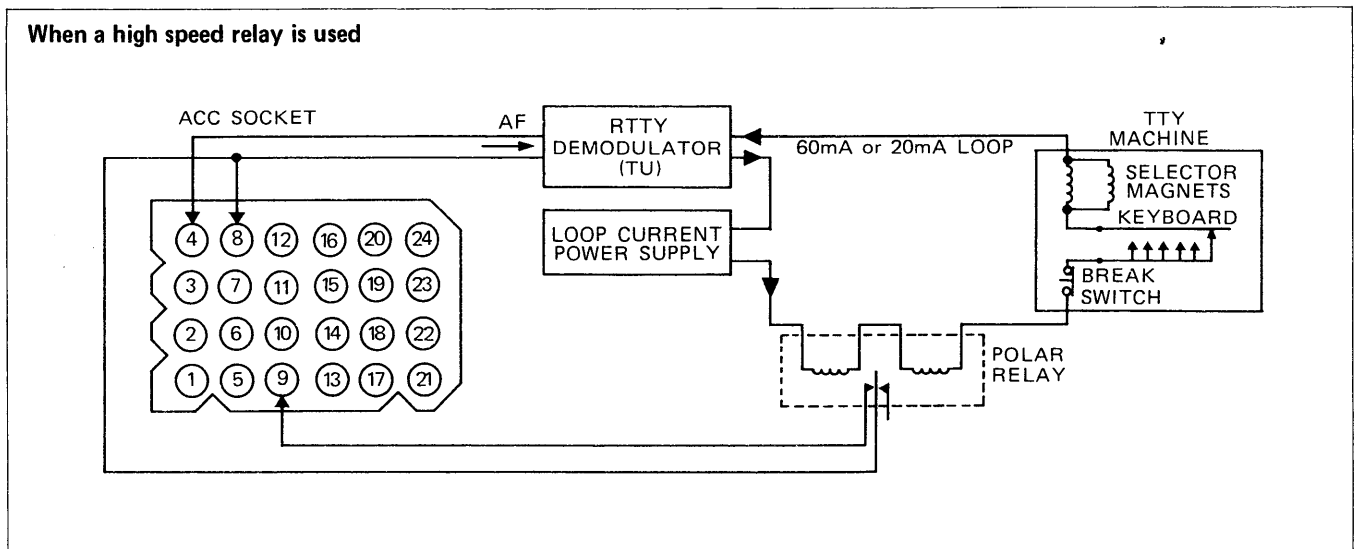 When a high speed relay is used
ACC SOCKET
AF
RTTY
DEMODULATOR
(TU)
60mA or 20mA LOOP
TTY
MACHINE
SELECTOR
MAGNETS
KEYBOARD
BREAK
SWITCH
LOOP CURRENT
POWER SUPPLY
POLAR
RELAY
4 8 12 16 20 24
3 7 11 15 19 23
2 6 10 14 18 22
1 5 9 13 17 21